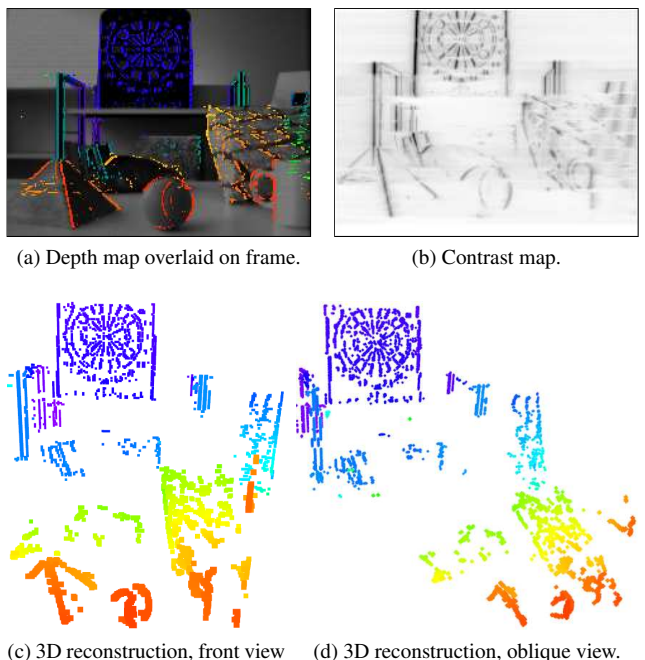 (a) Depth map overlaid on frame.
(b) Contrast map.
(c) 3D reconstruction, front view
(d) 3D reconstruction, oblique view.